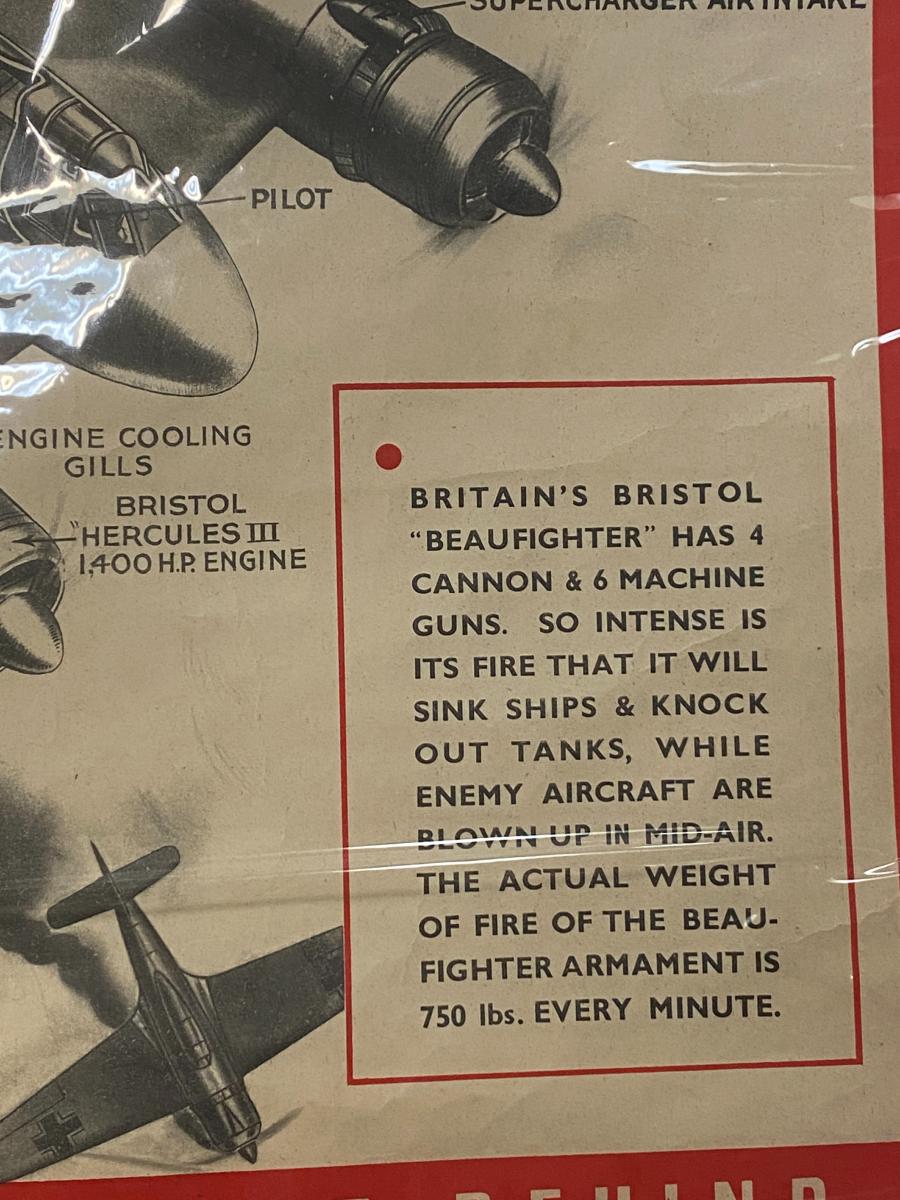 SUPERCHARGER AIR INTAKE
PILOT
ENGINE COOLING
GILLS
BRISTOL
"HERCULES III
1,400 H.P. ENGINE
BRITAIN'S BRISTOL
"BEAUFIGHTER" HAS 4
CANNON & 6 MACHINE
GUNS. SO INTENSE IS
ITS FIRE THAT IT WILL
SINK SHIPS & KNOCK
OUT TANKS, WHILE
ENEMY AIRCRAFT ARE
BLOWN UP IN MID-AIR.
THE ACTUAL WEIGHT
OF FIRE OF THE BEAU-
FIGHTER ARMAMENT IS
750 lbs. EVERY MINUTE.
BEHIND